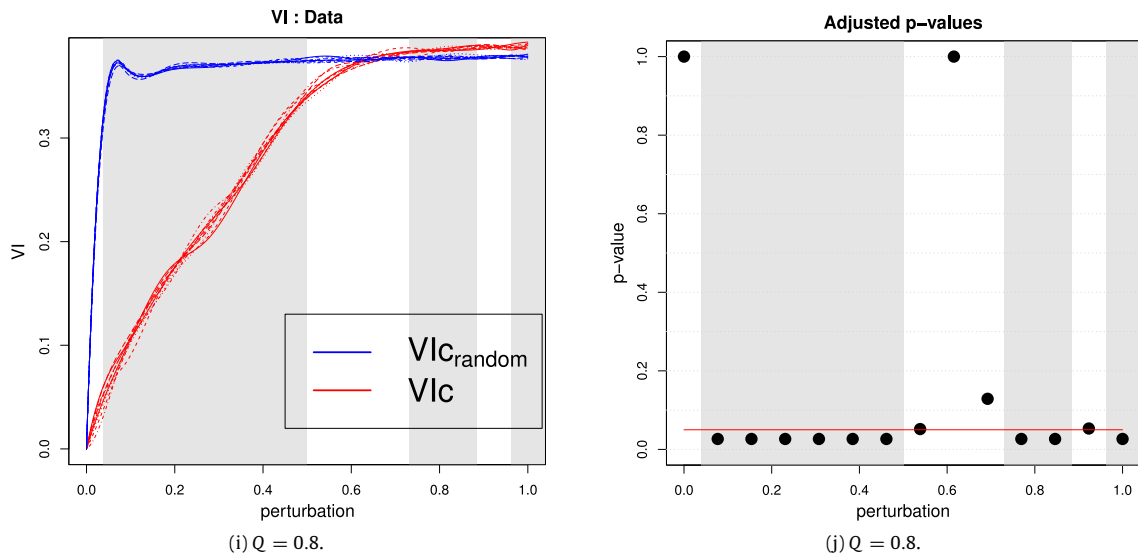 VI : Data
VI
0.0
0.1
0.2
0.3
0.0
0.2
0.4
0.6
0.8
1.0
perturbation
VIc random
VIc
(i) Q = 0.8.
Adjusted p−values
p−value
0.0
0.2
0.4
0.6
0.8
1.0
0.0
0.2
0.4
0.6
0.8
1.0
perturbation
(j) Q = 0.8.